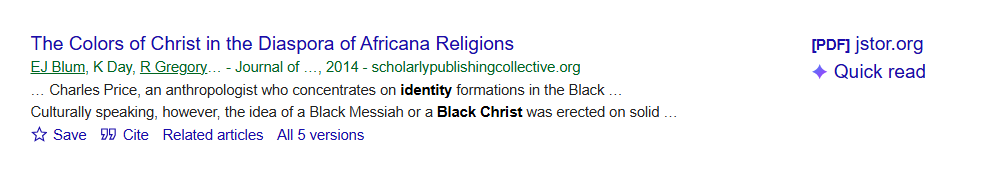 The Colors of Christ in the Diaspora of Africana Religions
[PDF] jstor.org
EJ Blum, K Day, R Gregory… - Journal of …, 2014 - scholarlypublishingcollective.org
Quick read
… Charles Price, an anthropologist who concentrates on identity formations in the Black …
Culturally speaking, however, the idea of a Black Messiah or a Black Christ was erected on solid …
Save Cite Related articles All 5 versions